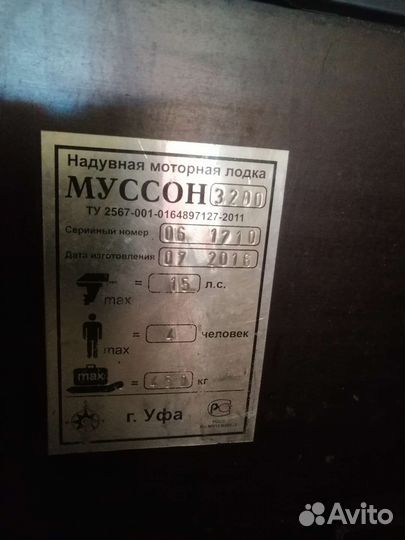 Надувная моторная лодка
МУССОН 3200
ТУ 2567-001-0164897127-2011
Серийный номер 06 1210
Дата изготовления 07 2016
max = 15 л.с.
max = 4 человек
max = кг
г. Уфа
Avito